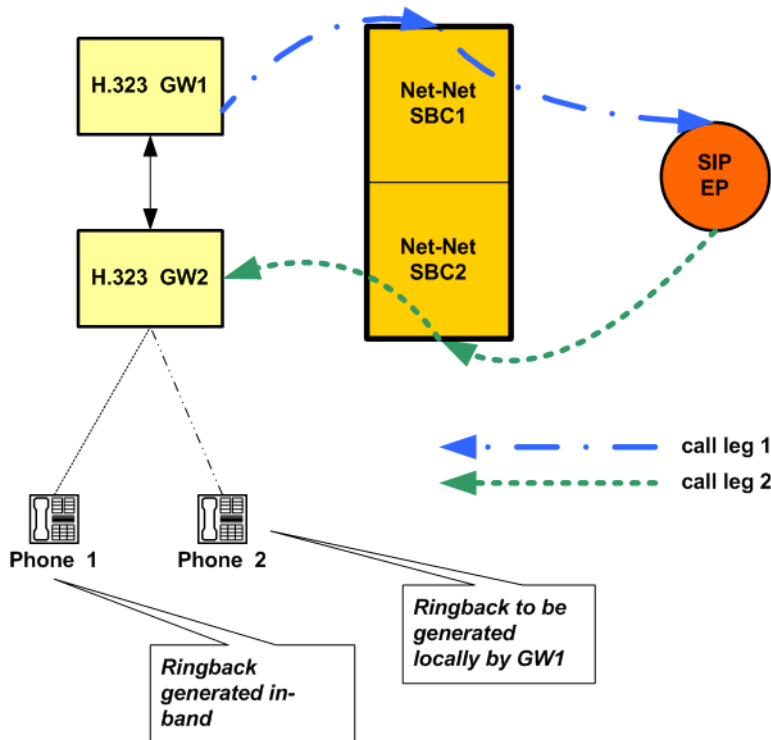 H.323 GW1
Net-Net
SBC1
SIP
EP
H.323 GW2
Net-Net
SBC2
call leg 1
call leg 2
Phone 1
Phone 2
Ringback to be
generated
locally by GW1
Ringback
generated in-
band